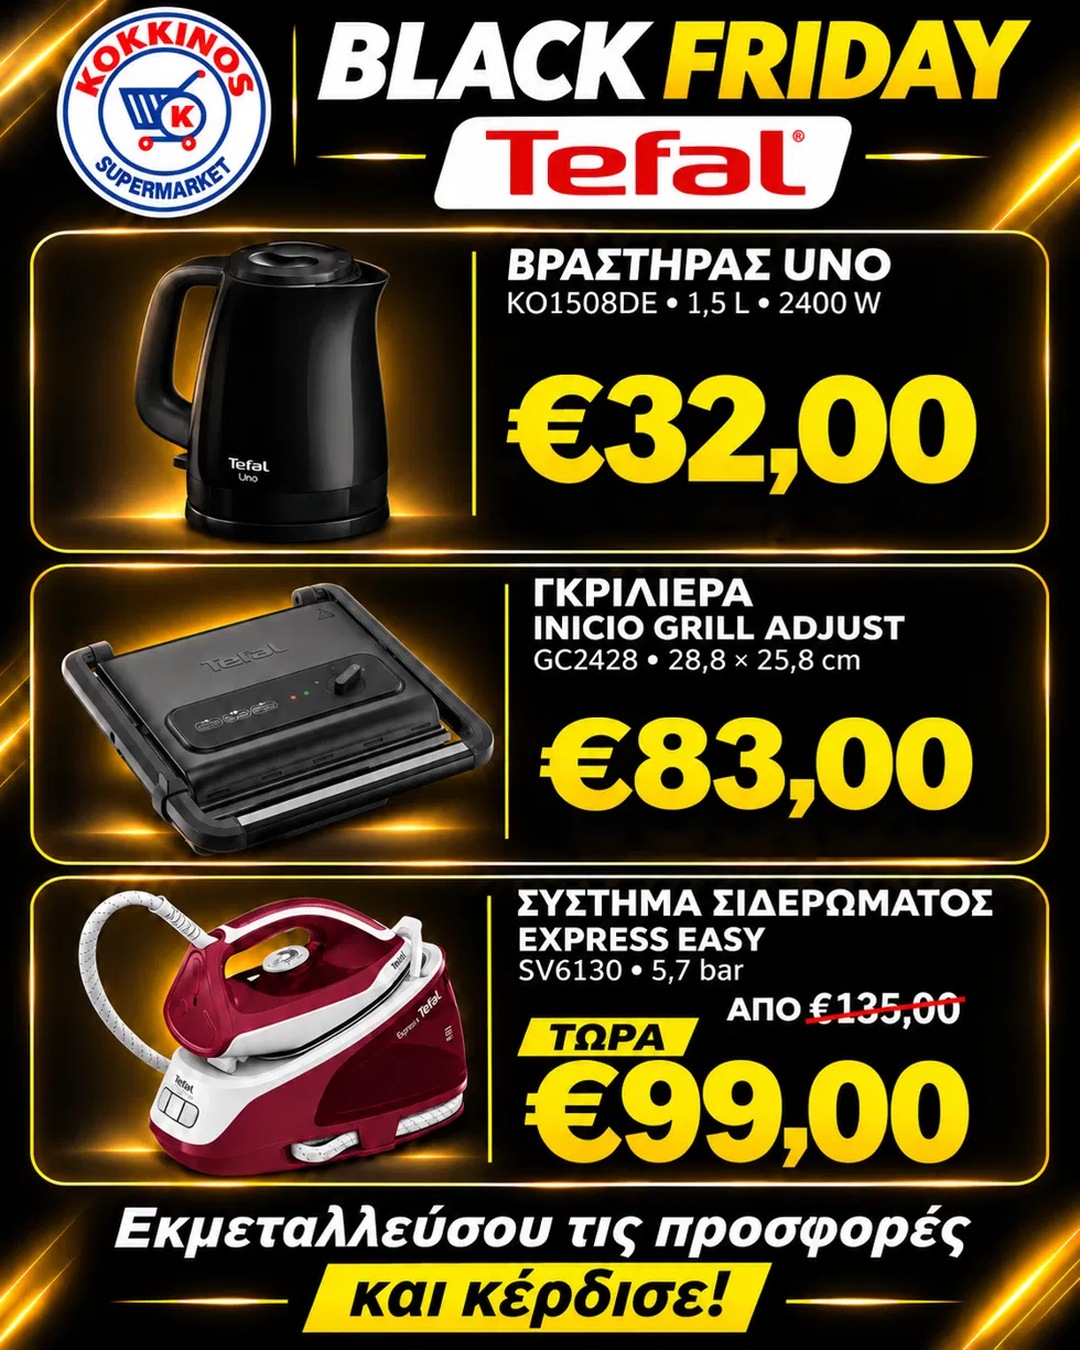 KOKKINOS
K
SUPERMARKET
BLACK FRIDAY
Tefal®
ΒΡΑΣΤΗΡΑΣ UNO
KO1508DE • 1,5 L • 2400 W
€32,00
Tefal
Uno
ΓΚΡΙΛΙΕΡΑ
INICIO GRILL ADJUST
GC2428 • 28,8 × 25,8 cm
€83,00
Tefal
ΣΥΣΤΗΜΑ ΣΙΔΕΡΩΜΑΤΟΣ
EXPRESS EASY
SV6130 • 5,7 bar
ΑΠΟ €135,00
ΤΩΡΑ
€99,00
Tefal
Tefal
Tefal
Εκμεταλλεύσου τις προσφορές
και κέρδισε!